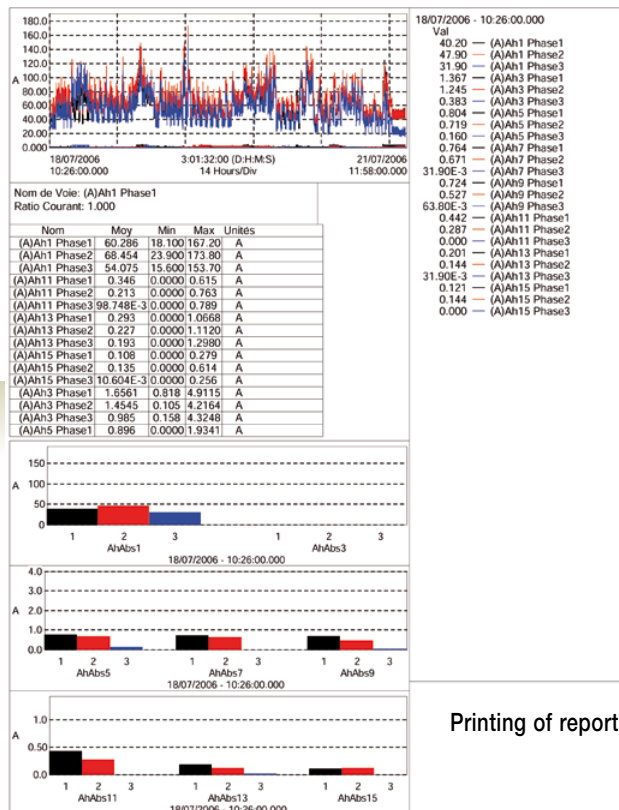 180.0
160.0
140.0
120.0
A 100.0
80.00
60.00
40.00
20.00
0.000
18/07/2006 3:01:32:00 (D:H:M:S) 21/07/2006
10:26:00.000 14 Hours/Div 11:58:00.000
Nom de Voie: (A)Ah1 Phase1
Ratio Courant: 1.000
Nom Moy Min Max Unités
(A)Ah1 Phase1 60.286 18.100 167.20 A
(A)Ah1 Phase2 68.454 23.900 173.80 A
(A)Ah1 Phase3 54.075 15.600 153.70 A
(A)Ah11 Phase1 0.346 0.0000 0.615 A
(A)Ah11 Phase2 0.213 0.0000 0.763 A
(A)Ah11 Phase3 98.748E-3 0.0000 0.789 A
(A)Ah13 Phase1 0.293 0.0000 1.0668 A
(A)Ah13 Phase2 0.227 0.0000 1.1120 A
(A)Ah13 Phase3 0.193 0.0000 1.2980 A
(A)Ah15 Phase1 0.108 0.0000 0.279 A
(A)Ah15 Phase2 0.135 0.0000 0.614 A
(A)Ah15 Phase3 10.604E-3 0.0000 0.256 A
(A)Ah3 Phase1 1.6561 0.818 4.9115 A
(A)Ah3 Phase2 1.4545 0.105 4.2164 A
(A)Ah3 Phase3 0.985 0.158 4.3248 A
(A)Ah5 Phase1 0.896 0.0000 1.9341 A
150
A 100
50
0
1 2 3 1 2 3
AhAbs1 AhAbs3
18/07/2006 - 10:26:00.000
4.0
3.0
A 2.0
1.0
0.0
1 2 3 1 2 3 1 2 3
AhAbs5 AhAbs7 AhAbs9
18/07/2006 - 10:26:00.000
1.0
A
0.50
0.0
1 2 3 1 2 3 1 2 3
AhAbs11 AhAbs13 AhAbs15
18/07/2006 - 10:26:00.000
18/07/2006 - 10:26:00.000
Val
40.20 — (A)Ah1 Phase1
47.90 — (A)Ah1 Phase2
31.90 — (A)Ah1 Phase3
1.367 — (A)Ah3 Phase1
1.245 — (A)Ah3 Phase2
0.383 — (A)Ah3 Phase3
0.804 — (A)Ah5 Phase1
0.719 — (A)Ah5 Phase2
0.160 — (A)Ah5 Phase3
0.764 — (A)Ah7 Phase1
0.671 — (A)Ah7 Phase2
31.90E-3 — (A)Ah7 Phase3
0.724 — (A)Ah9 Phase1
0.527 — (A)Ah9 Phase2
63.80E-3 — (A)Ah9 Phase3
0.442 — (A)Ah11 Phase1
0.287 — (A)Ah11 Phase2
0.000 — (A)Ah11 Phase3
0.201 — (A)Ah13 Phase1
0.144 — (A)Ah13 Phase2
31.90E-3 — (A)Ah13 Phase3
0.121 — (A)Ah15 Phase1
0.144 — (A)Ah15 Phase2
0.000 — (A)Ah15 Phase3
Printing of report